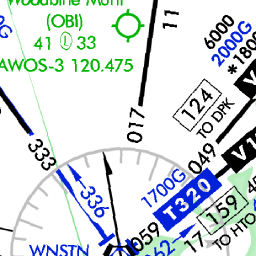 Woodbine Muni
(OBI)
41 Ⓛ 33
AWOS-3 120.475
11
6000
2000G
*1800
124
TO DPK
017
049
333
336
1700G
T320
159
TO HTO
17
059
WNSTN